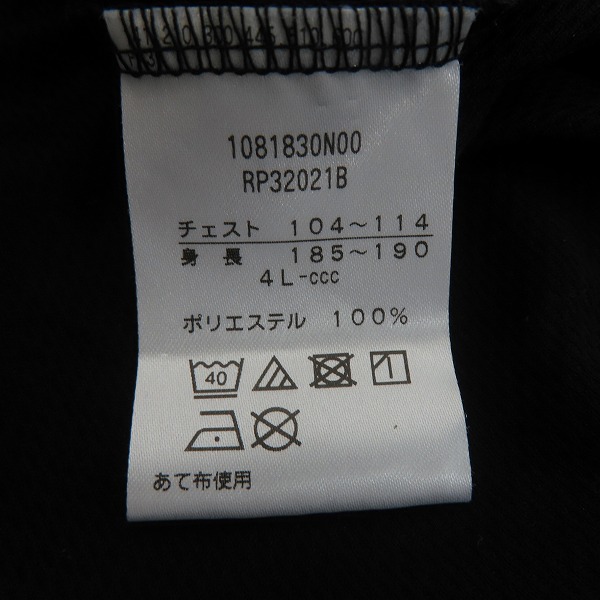 1081830N00
RP32021B
チェスト 104～114
身長 185～190
4L-ccc
ポリエステル 100%
40
あて布使用